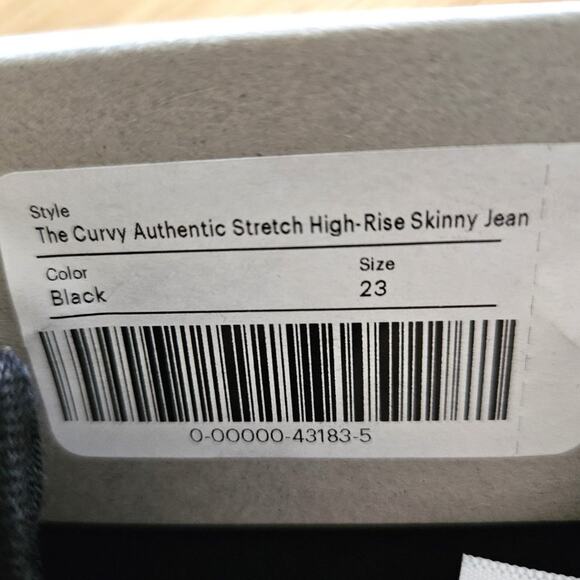 Style
The Curvy Authentic Stretch High-Rise Skinny Jean
Color Size
Black 23
0-00000-43183-5